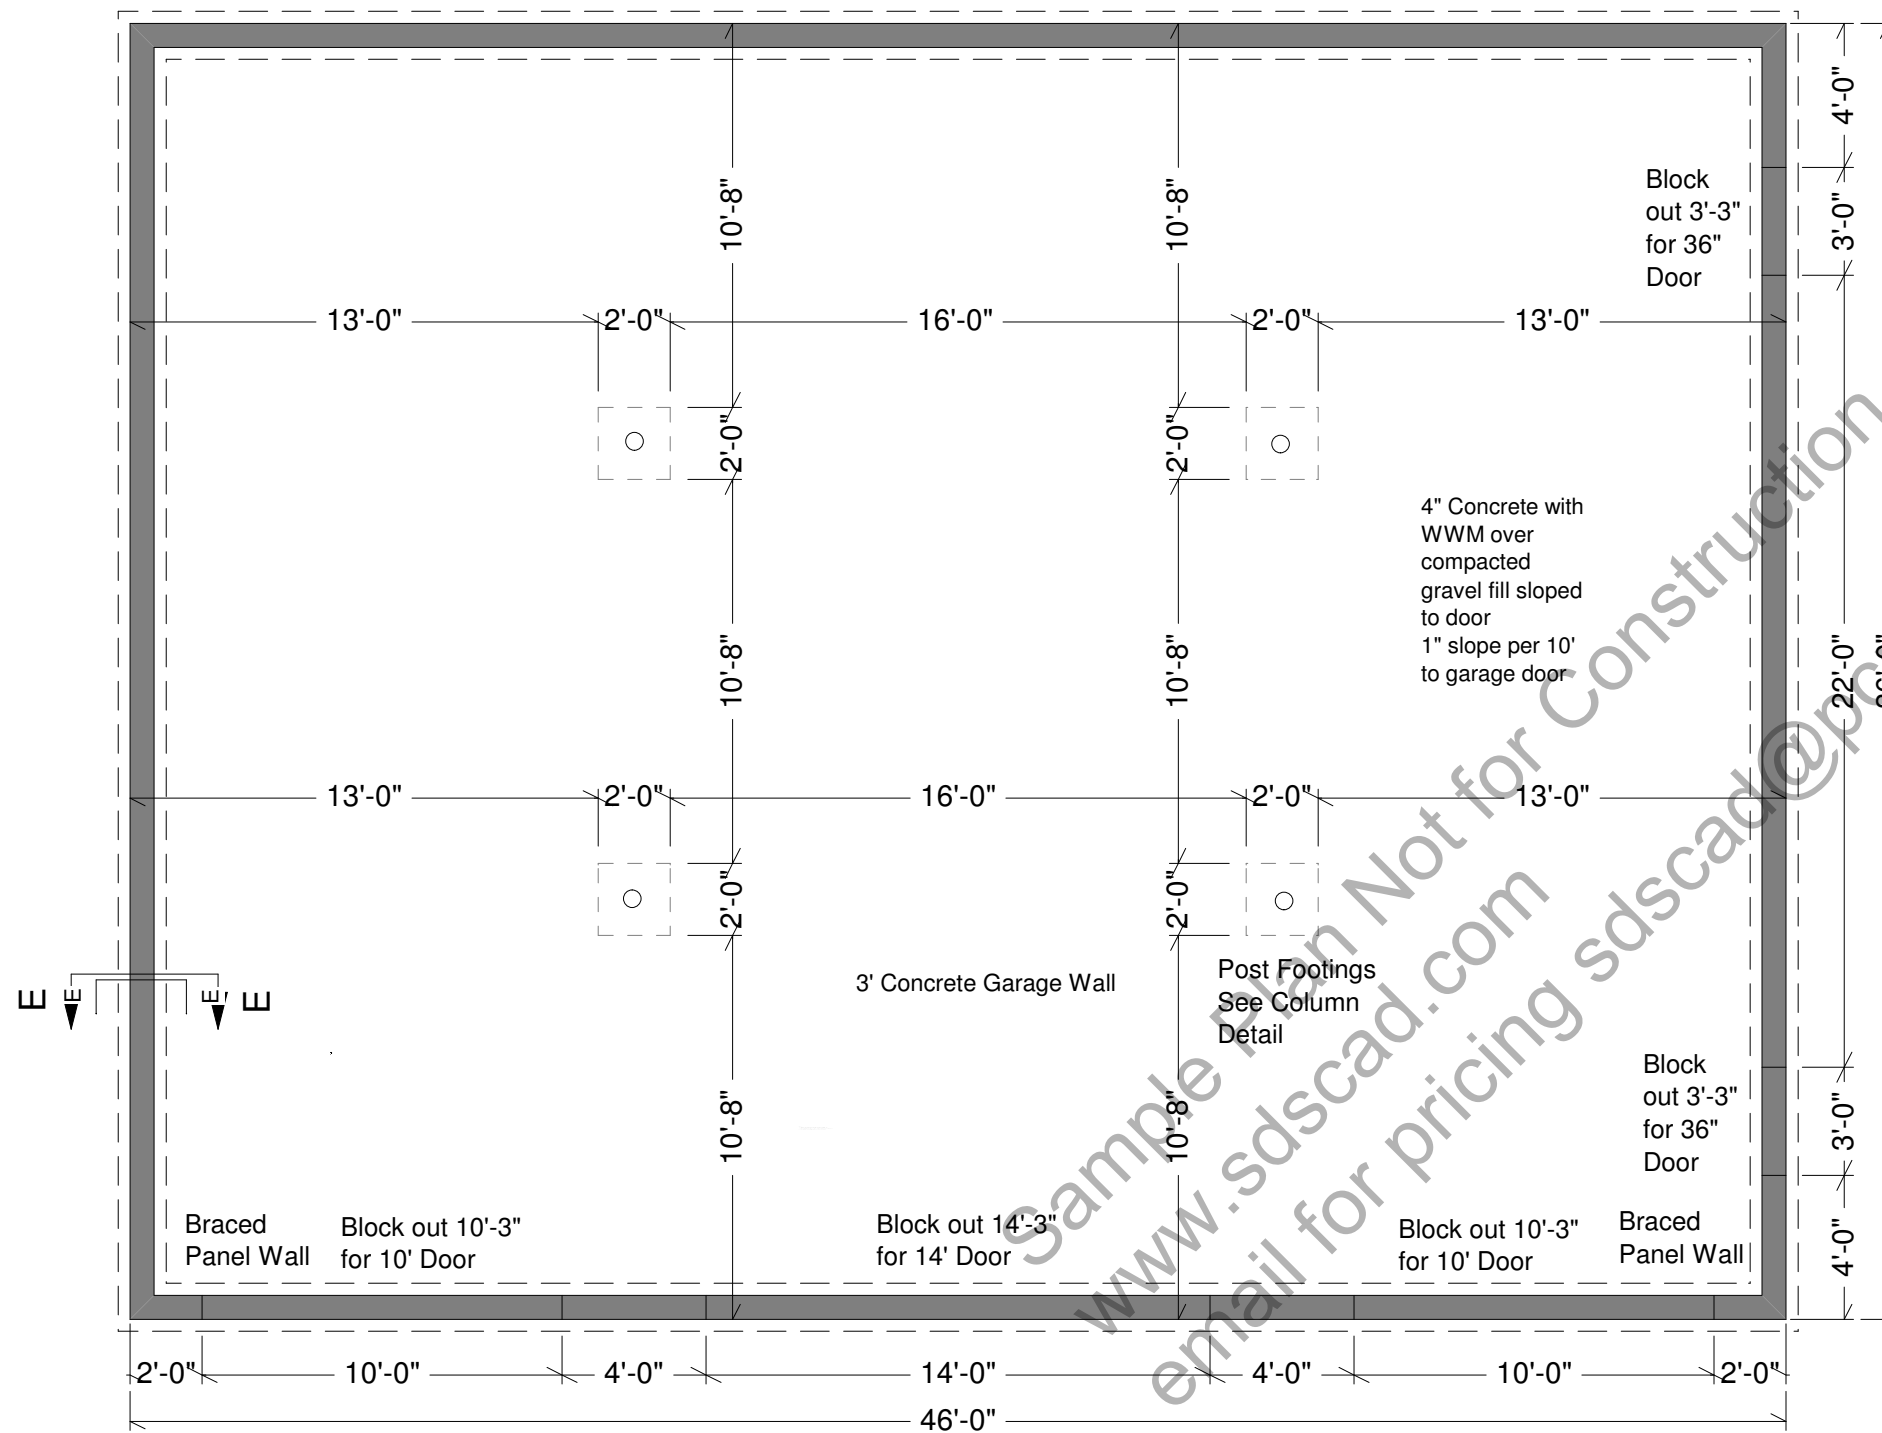 4'-0"
10'-8"
10'-8"
Block
out 3'-3"
for 36"
Door
3'-0"
13'-0"
2'-0"
16'-0"
2'-0"
13'-0"
2'-0"
2'-0"
4" Concrete with
WWM over
compacted
gravel fill sloped
to door
1" slope per 10'
to garage door
10'-8"
10'-8"
22'-0"
13'-0"
2'-0"
16'-0"
2'-0"
13'-0"
2'-0"
2'-0"
E
E
E
E
3' Concrete Garage Wall
Post Footings
See Column
Detail
10'-8"
10'-8"
Block
out 3'-3"
for 36"
Door
3'-0"
Braced
Panel Wall
Block out 10'-3"
for 10' Door
Block out 14'-3"
for 14' Door
Block out 10'-3"
for 10' Door
Braced
Panel Wall
4'-0"
2'-0"
10'-0"
4'-0"
14'-0"
4'-0"
10'-0"
2'-0"
46'-0"
Sample Plan Not for Construction
www.sdscad.com
email for pricing